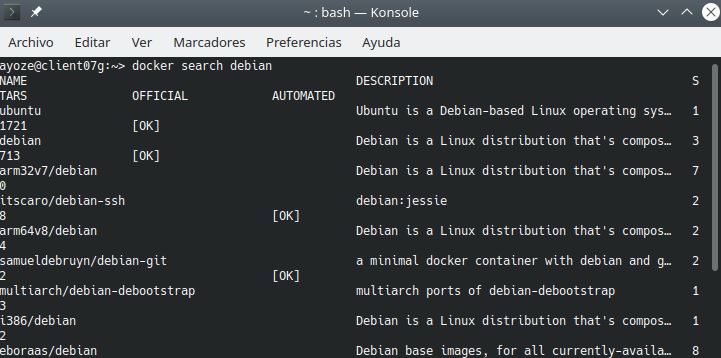 ~ : bash — Konsole
Archivo Editar Ver Marcadores Preferencias Ayuda
ayoze@client07g:~> docker search debian
NAME DESCRIPTION S
TARS OFFICIAL AUTOMATED
ubuntu Ubuntu is a Debian-based Linux operating sys… 1
1721 [OK]
debian Debian is a Linux distribution that's compos… 3
713 [OK]
arm32v7/debian Debian is a Linux distribution that's compos… 7
0
itscaro/debian-ssh debian:jessie 2
8 [OK]
arm64v8/debian Debian is a Linux distribution that's compos… 2
4
samueldebruyn/debian-git a minimal docker container with debian and g… 2
2 [OK]
multiarch/debian-debootstrap multiarch ports of debian-debootstrap 1
3
i386/debian Debian is a Linux distribution that's compos… 1
2
eboraas/debian Debian base images, for all currently-availa… 8